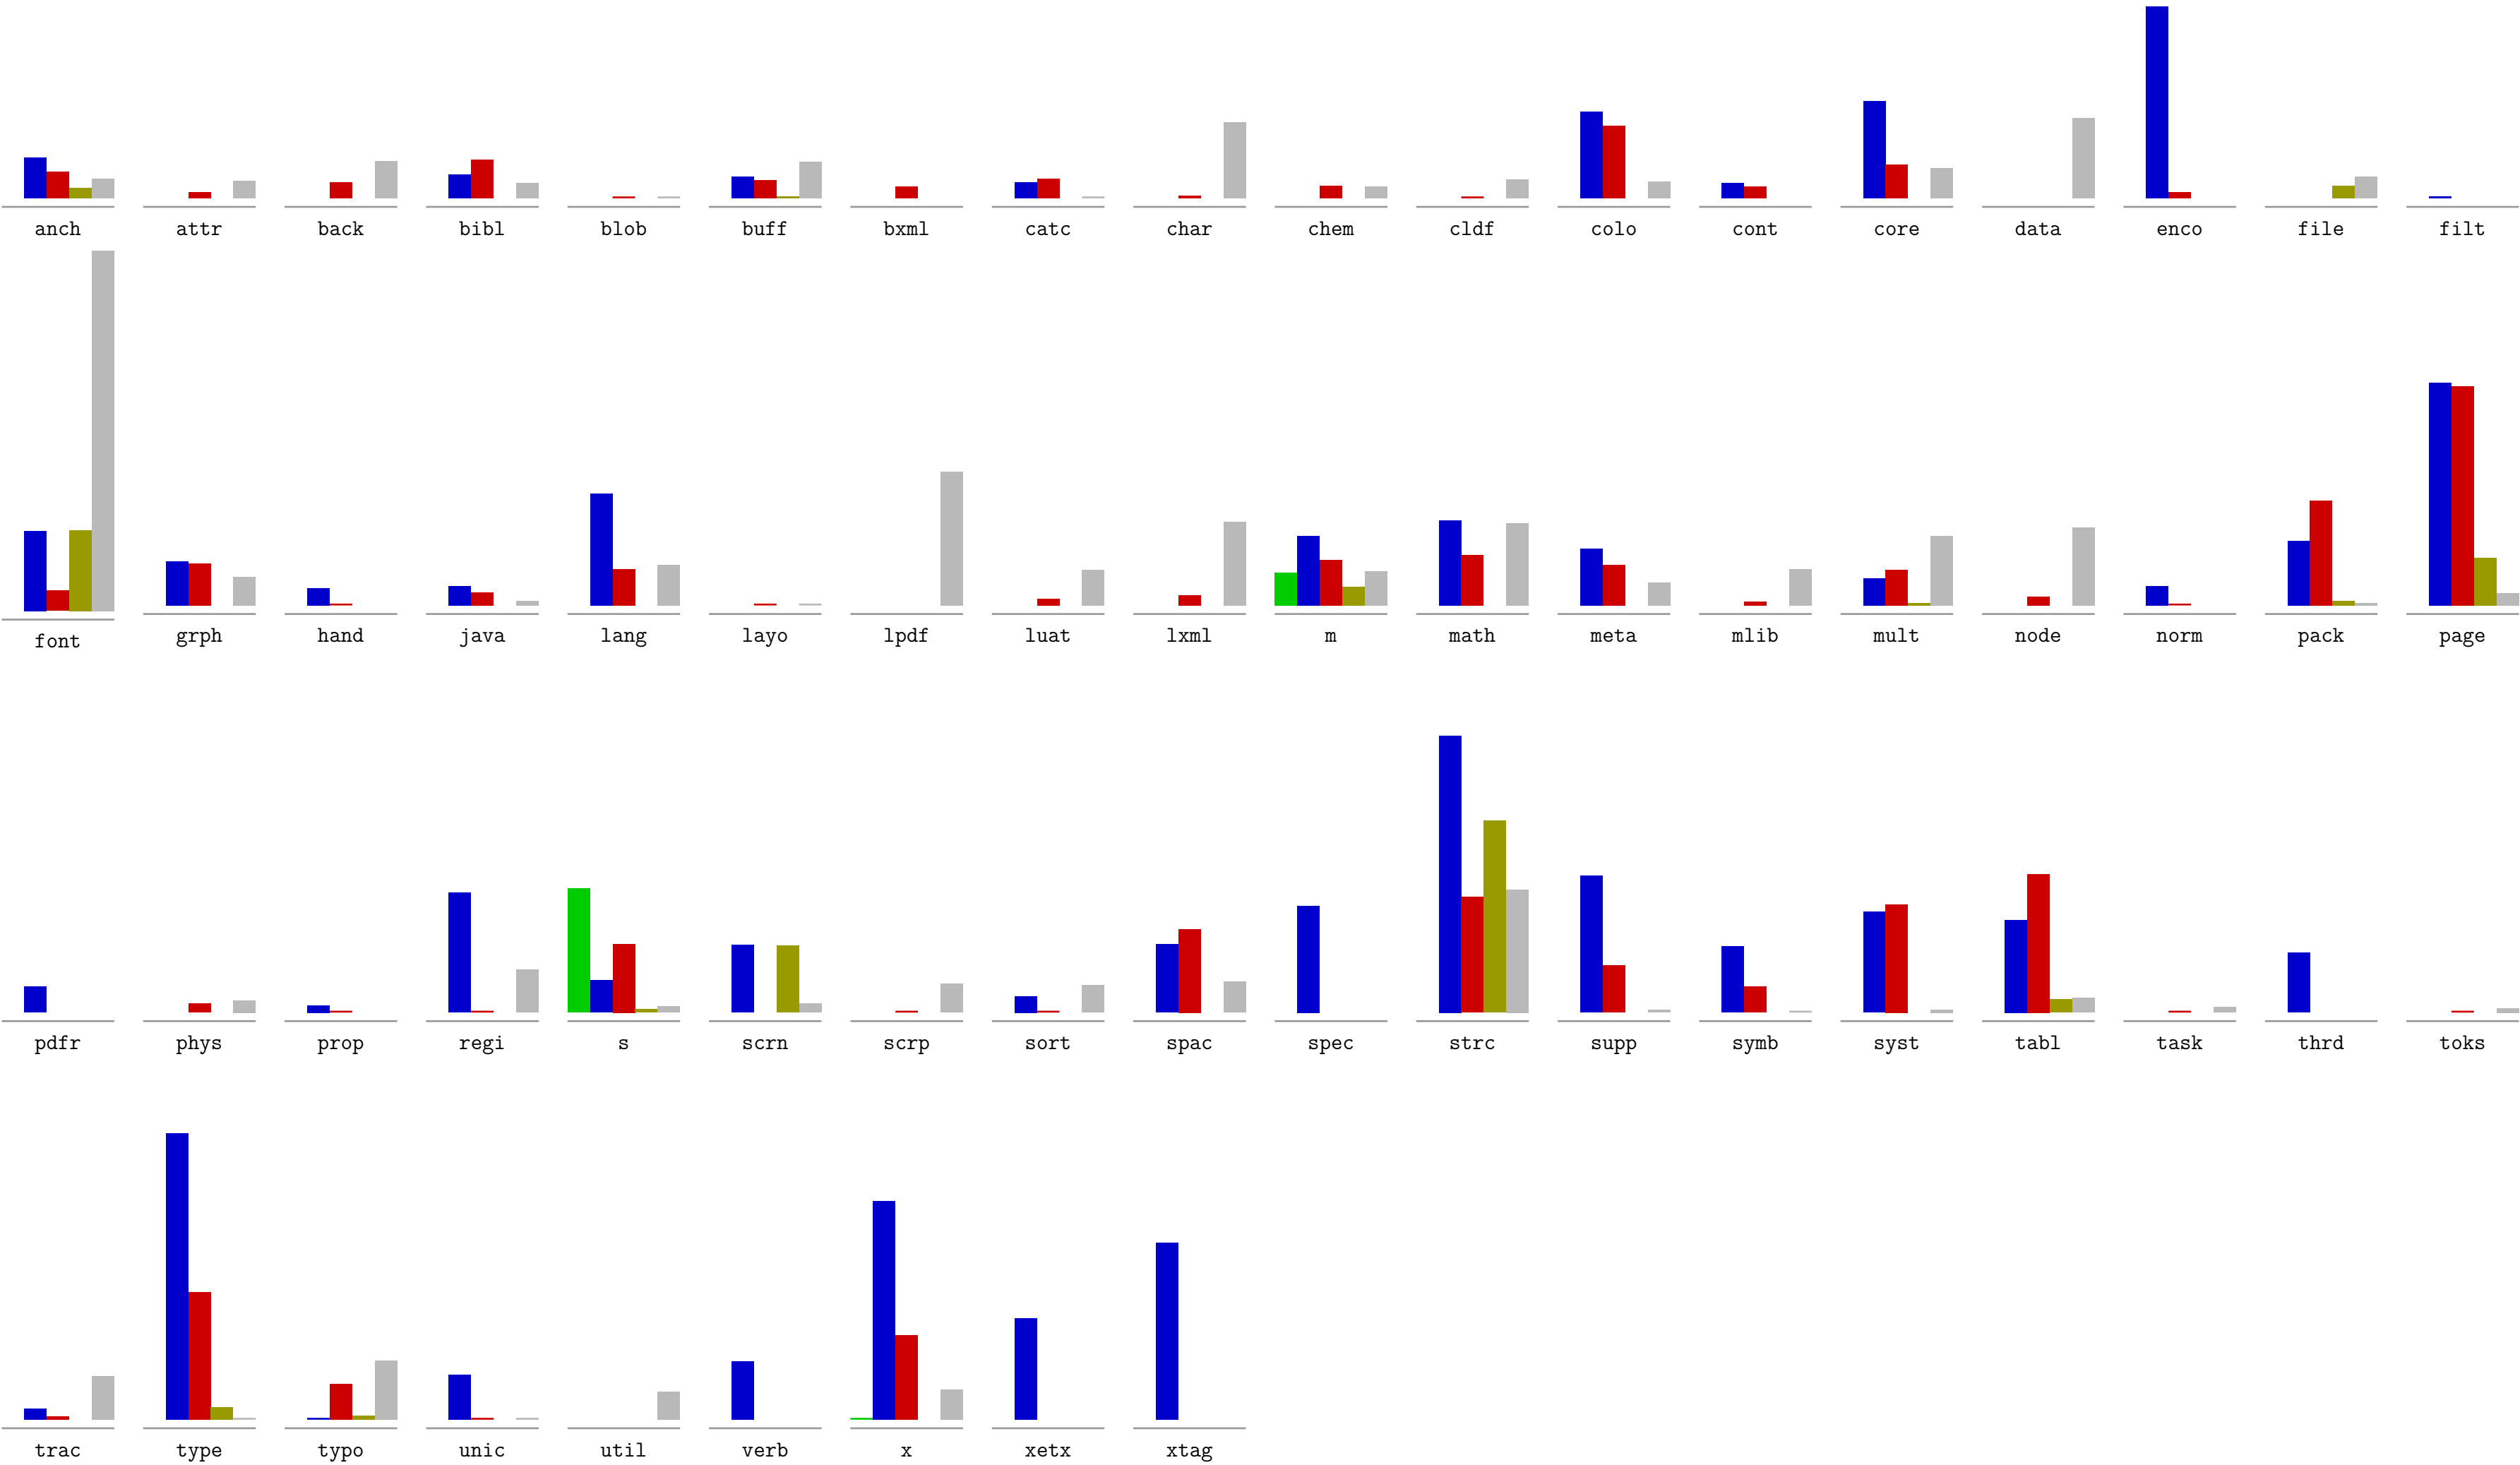 anch attr back bibl blob buff bxml catc char chem cldf colo cont core data enco file filt
font grph hand java lang layo lpdf luat lxml m math meta mlib mult node norm pack page
pdfr phys prop regi s scrn scrp sort spac spec strc supp symb syst tabl task thrd toks
trac type typo unic util verb x xetx xtag